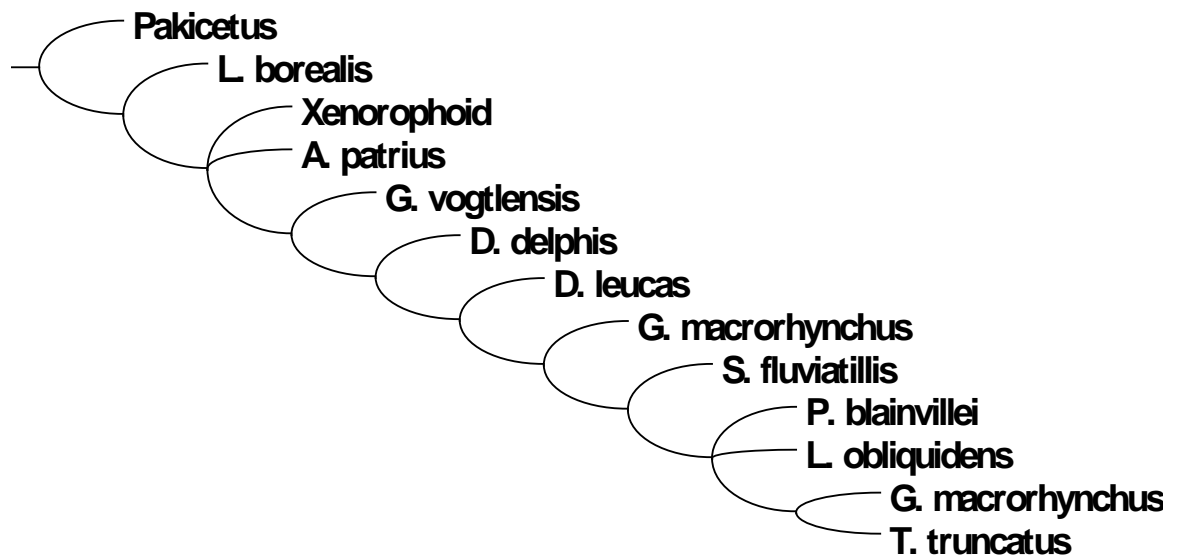 Pakicetus
L. borealis
Xenorophoid
A. patrius
G. vogtlensis
D. delphis
D. leucas
G. macrorhynchus
S. fluviatillis
P. blainvillei
L. obliquidens
G. macrorhynchus
T. truncatus